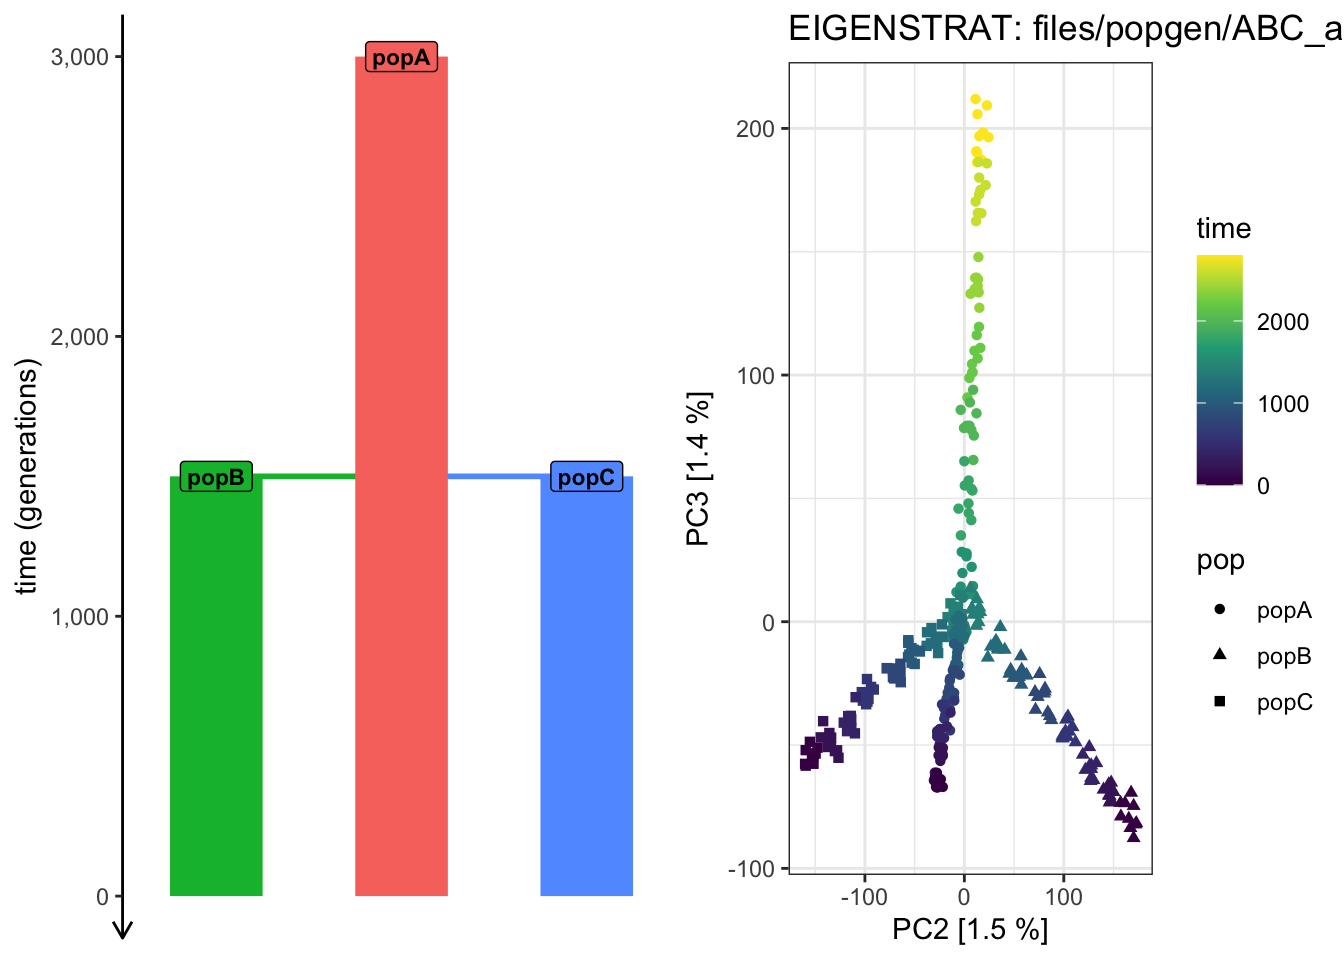 time (generations)
3,000
2,000
1,000
0
popA
popB
popC
EIGENSTRAT: files/popgen/ABC_a
PC3 [1.4 %]
200
100
0
-100
-100
0
100
PC2 [1.5 %]
time
2000
1000
0
pop
popA
popB
popC